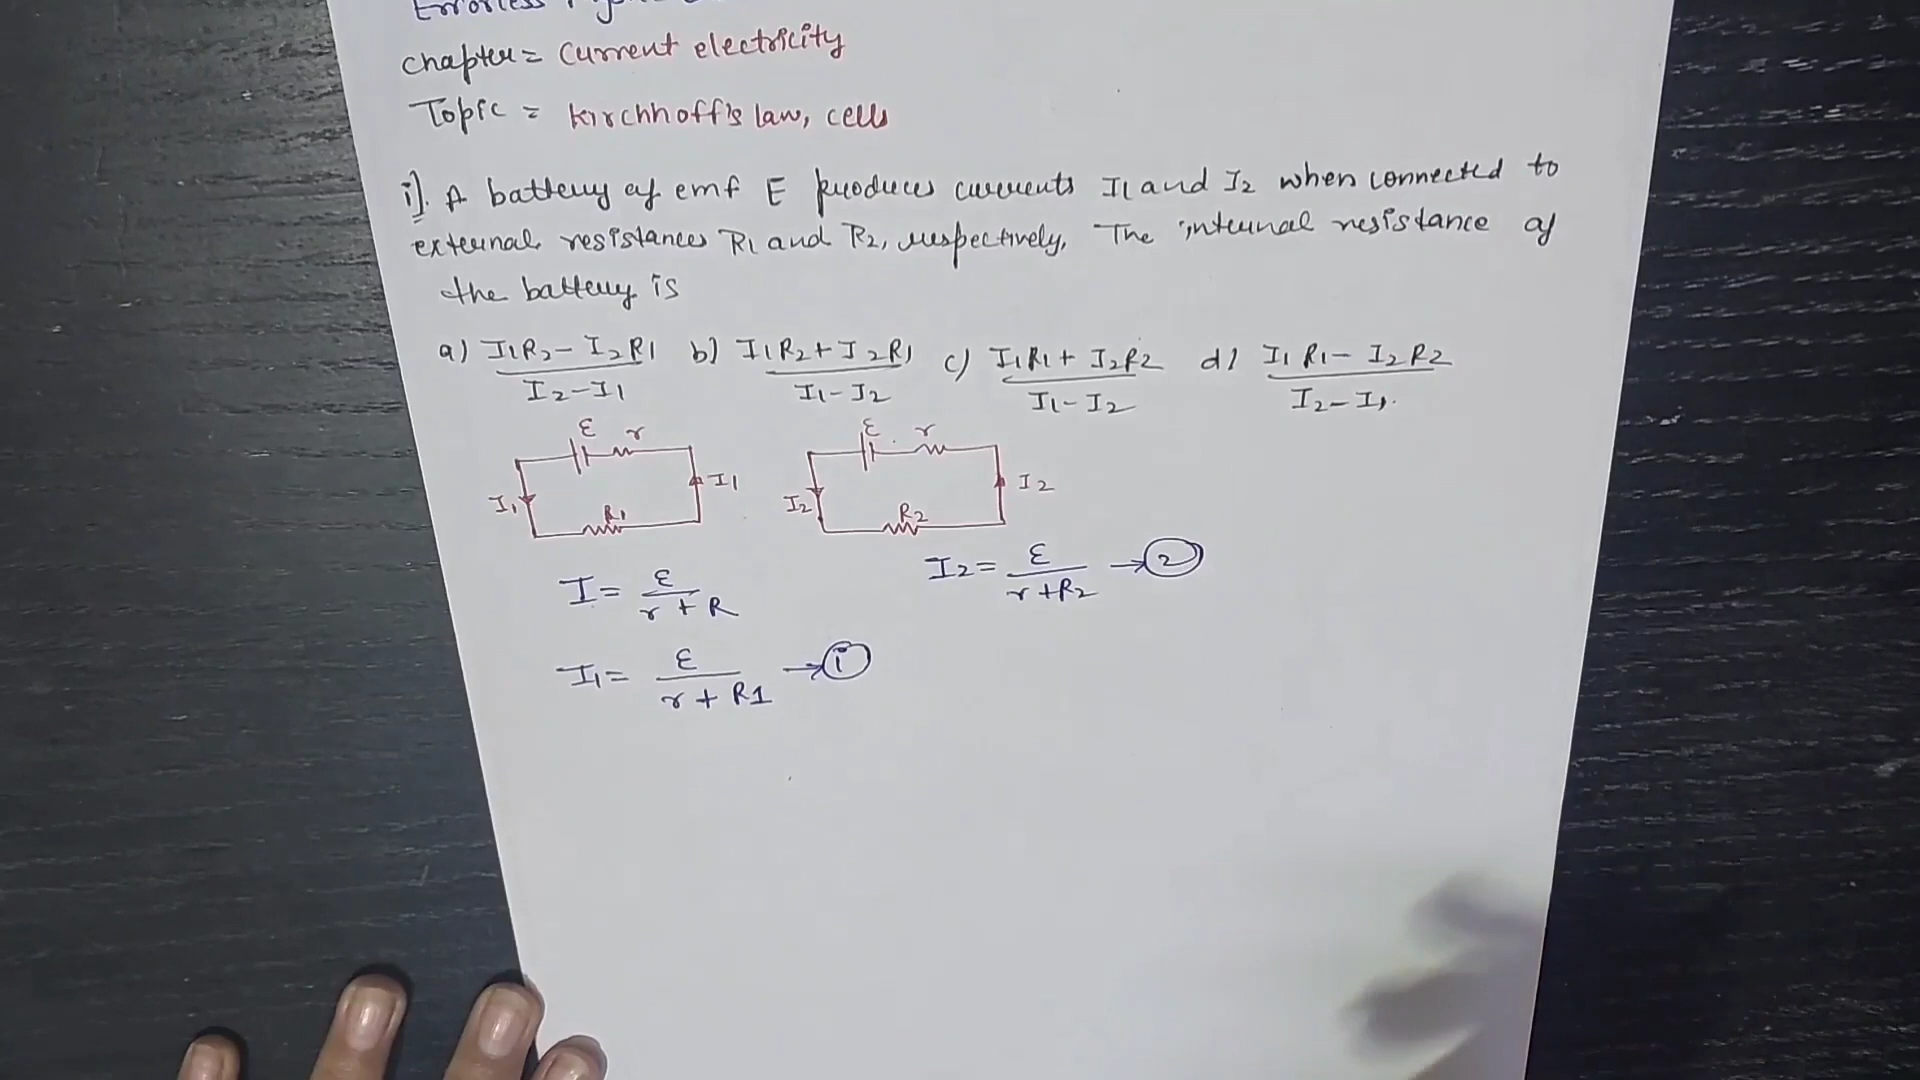 Errorless
Chapter = Current electricity
Topic = Kirchhoff's law, cells
i]. A battery of emf E produces currents I1 and I2 when connected to
external resistances R1 and R2, respectively, The internal resistance of
the battery is
a) I1R2 - I2R1 / I2 - I1 b) I1R2 + I2R1 / I1 - I2 c) I1R1 + I2R2 / I1 - I2 d) I1R1 - I2R2 / I2 - I1.
ε r ε r
I1 I1 I2 I2
R1 R2
I = ε / r + R
I2 = ε / r + R2 → 2
I1 = ε / r + R1 → i